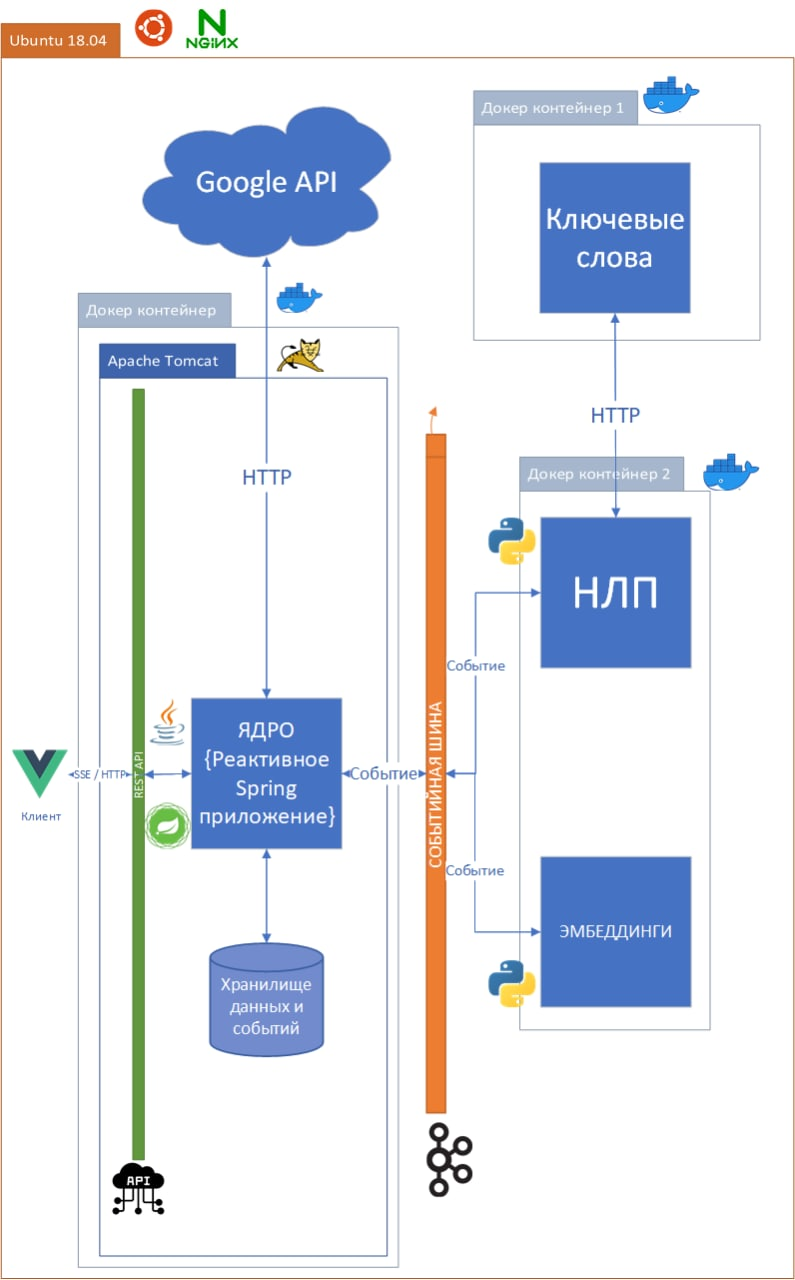 Ubuntu 18.04
NGiNX
Докер контейнер 1
Google API
Ключевые
слова
Докер контейнер
Apache Tomcat
HTTP
HTTP
Докер контейнер 2
НЛП
Событие
ЯДРО
{Реактивное
Spring
приложение}
SSE / HTTP
REST API
Событие
СОБЫТИЙНАЯ ШИНА
Клиент
Событие
ЭМБЕДДИНГИ
Хранилище
данных и
событий
API